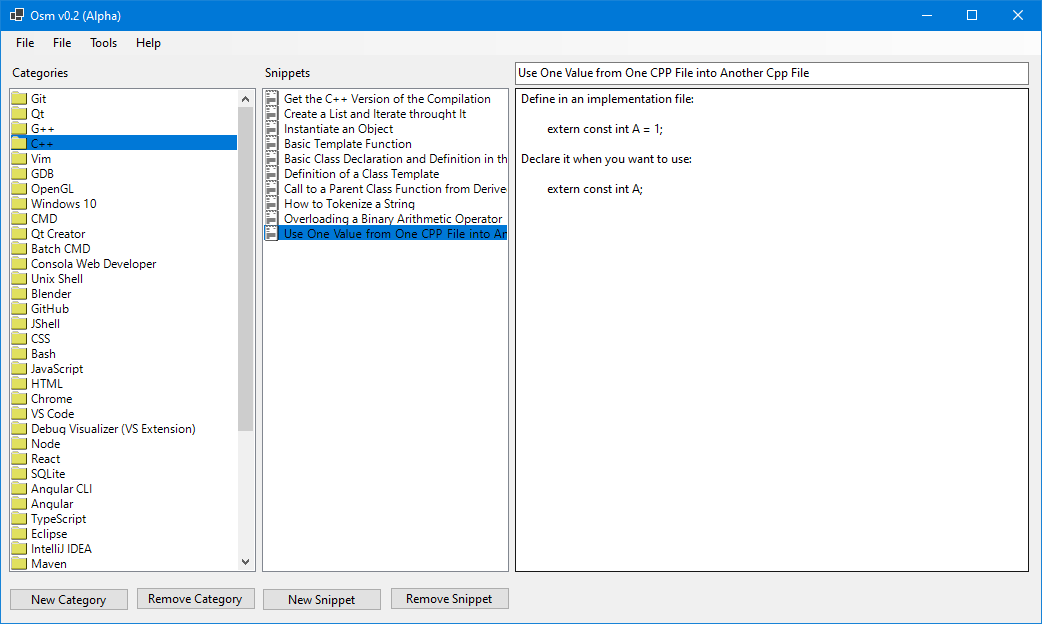 Osm v0.2 (Alpha)
File File Tools Help
Categories
Git
Qt
G++
C++
Vim
GDB
OpenGL
Windows 10
CMD
Qt Creator
Batch CMD
Consola Web Developer
Unix Shell
Blender
GitHub
JShell
CSS
Bash
JavaScript
HTML
Chrome
VS Code
Debug Visualizer (VS Extension)
Node
React
SQLite
Angular CLI
Angular
TypeScript
Eclipse
IntelliJ IDEA
Maven
New Category
Remove Category
Snippets
Get the C++ Version of the Compilation
Create a List and Iterate throught It
Instantiate an Object
Basic Template Function
Basic Class Declaration and Definition in th
Definition of a Class Template
Call to a Parent Class Function from Derive
How to Tokenize a String
Overloading a Binary Arithmetic Operator
Use One Value from One CPP File into An
New Snippet
Remove Snippet
Use One Value from One CPP File into Another Cpp File
Define in an implementation file:
extern const int A = 1;
Declare it when you want to use:
extern const int A;